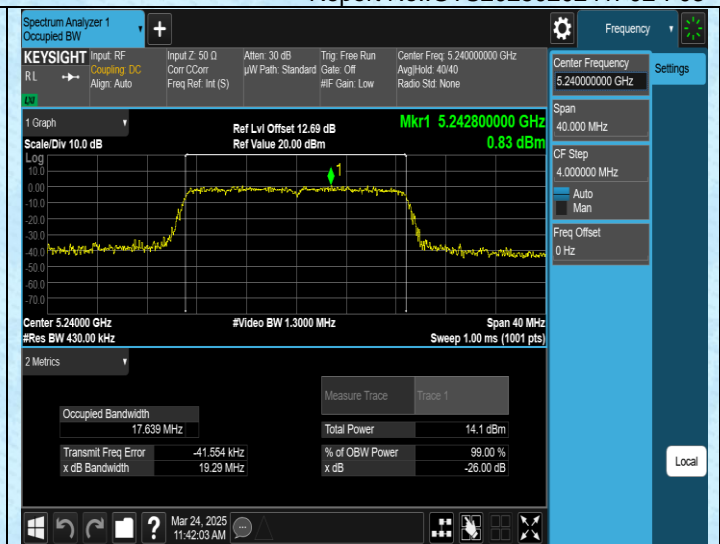 Spectrum Analyzer 1
Occupied BW
Frequency
KEYSIGHT
R L
LXI
Input: RF
Coupling: DC
Align: Auto
Input Z: 50 Ω
Corr CCorr
Freq Ref: Int (S)
Atten: 30 dB
µW Path: Standard
Trig: Free Run
Gate: Off
#IF Gain: Low
Center Freq: 5.240000000 GHz
Avg|Hold: 40/40
Radio Std: None
Center Frequency
5.240000000 GHz
Settings
Span
40.000 MHz
CF Step
4.000000 MHz
Auto
Man
Freq Offset
0 Hz
1 Graph
Scale/Div 10.0 dB
Ref Lvl Offset 12.69 dB
Ref Value 20.00 dBm
Mkr1 5.242800000 GHz
0.83 dBm
Log
10.0
0.00
-10.0
-20.0
-30.0
-40.0
-50.0
-60.0
-70.0
1
Center 5.24000 GHz
#Res BW 430.00 kHz
#Video BW 1.3000 MHz
Span 40 MHz
Sweep 1.00 ms (1001 pts)
2 Metrics
Measure Trace Trace 1
Occupied Bandwidth
17.639 MHz
Total Power 14.1 dBm
Transmit Freq Error -41.554 kHz
% of OBW Power 99.00 %
x dB Bandwidth 19.29 MHz
x dB -26.00 dB
Local
Mar 24, 2025
11:42:03 AM